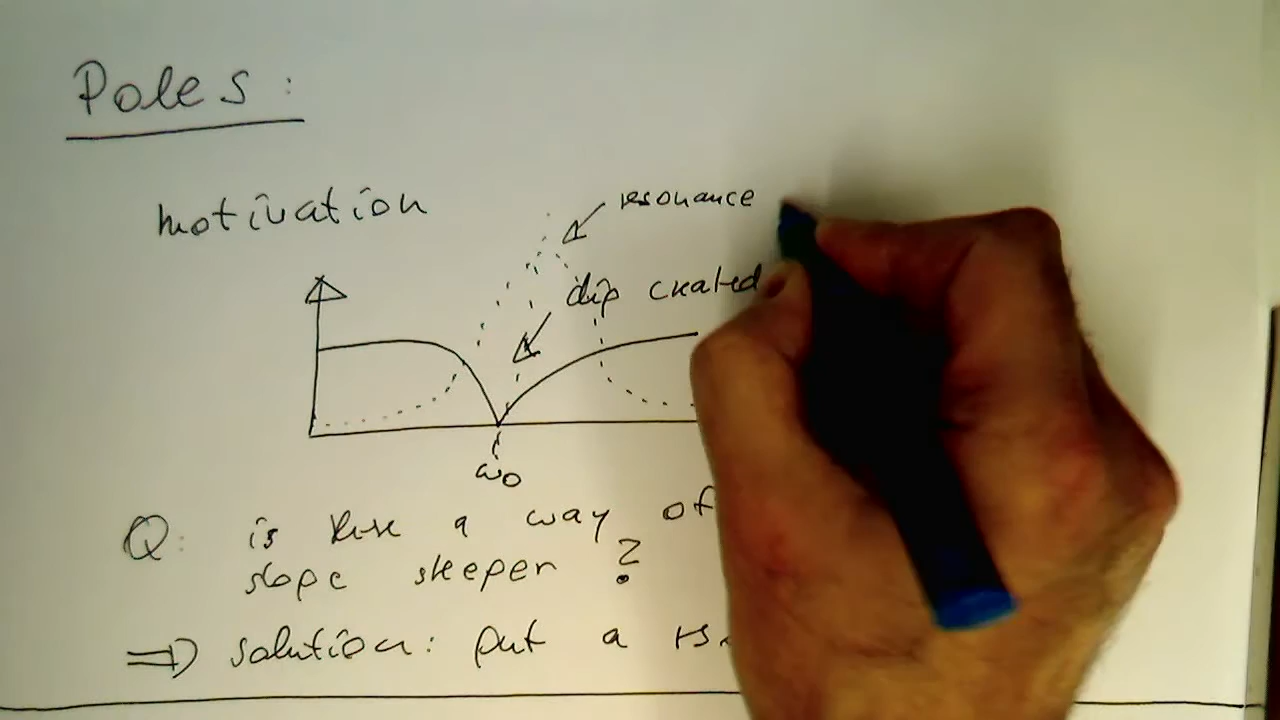 Poles:
motivation
resonance
dip created
ω0
Q: is there a way of
slope steeper ?
⇒ solution: put a